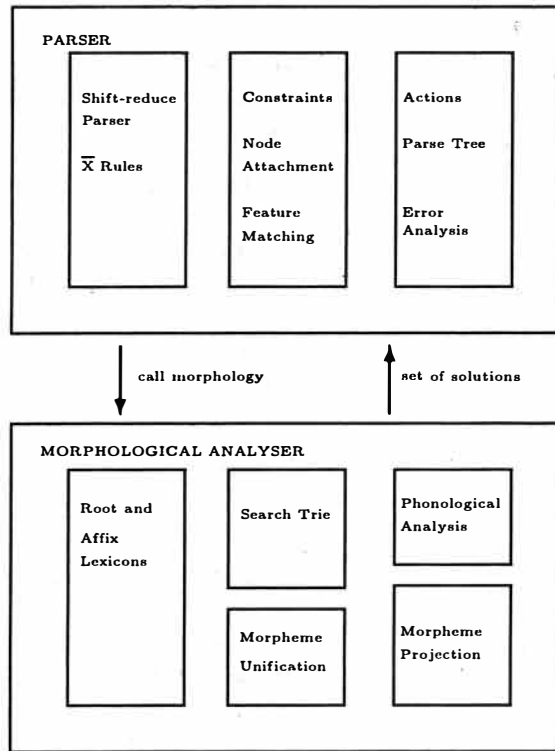 PARSER
Shift-reduce
Parser
X̅ Rules
Constraints
Node
Attachment
Feature
Matching
Actions
Parse Tree
Error
Analysis
call morphology
set of solutions
MORPHOLOGICAL ANALYSER
Root and
Affix
Lexicons
Search Trie
Morpheme
Unification
Phonological
Analysis
Morpheme
Projection